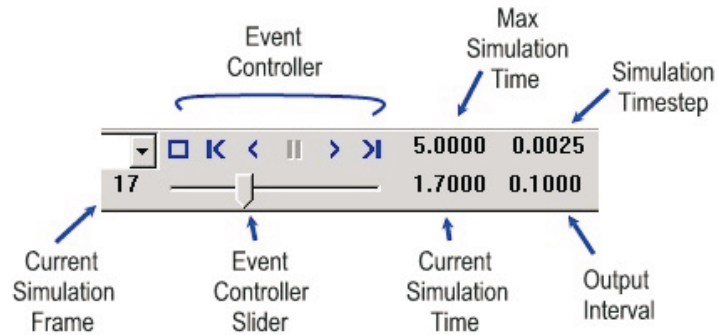 Event
Controller
Max
Simulation
Time
Simulation
Timestep
5.0000 0.0025
17
1.7000 0.1000
Current
Simulation
Frame
Event
Controller
Slider
Current
Simulation
Time
Output
Interval